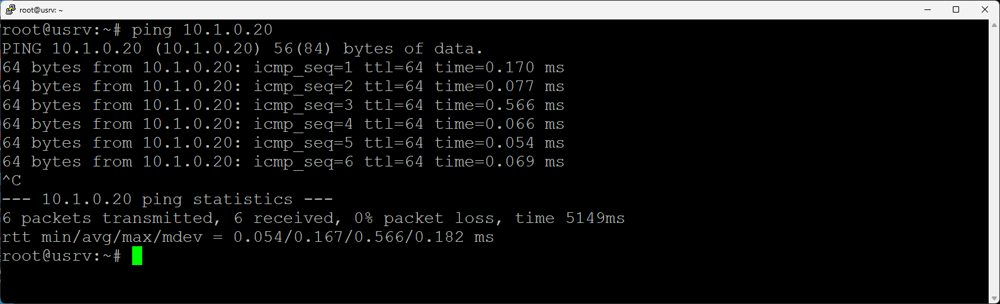 root@usrv: ~
root@usrv:~# ping 10.1.0.20
PING 10.1.0.20 (10.1.0.20) 56(84) bytes of data.
64 bytes from 10.1.0.20: icmp_seq=1 ttl=64 time=0.170 ms
64 bytes from 10.1.0.20: icmp_seq=2 ttl=64 time=0.077 ms
64 bytes from 10.1.0.20: icmp_seq=3 ttl=64 time=0.566 ms
64 bytes from 10.1.0.20: icmp_seq=4 ttl=64 time=0.066 ms
64 bytes from 10.1.0.20: icmp_seq=5 ttl=64 time=0.054 ms
64 bytes from 10.1.0.20: icmp_seq=6 ttl=64 time=0.069 ms
^C
--- 10.1.0.20 ping statistics ---
6 packets transmitted, 6 received, 0% packet loss, time 5149ms
rtt min/avg/max/mdev = 0.054/0.167/0.566/0.182 ms
root@usrv:~#